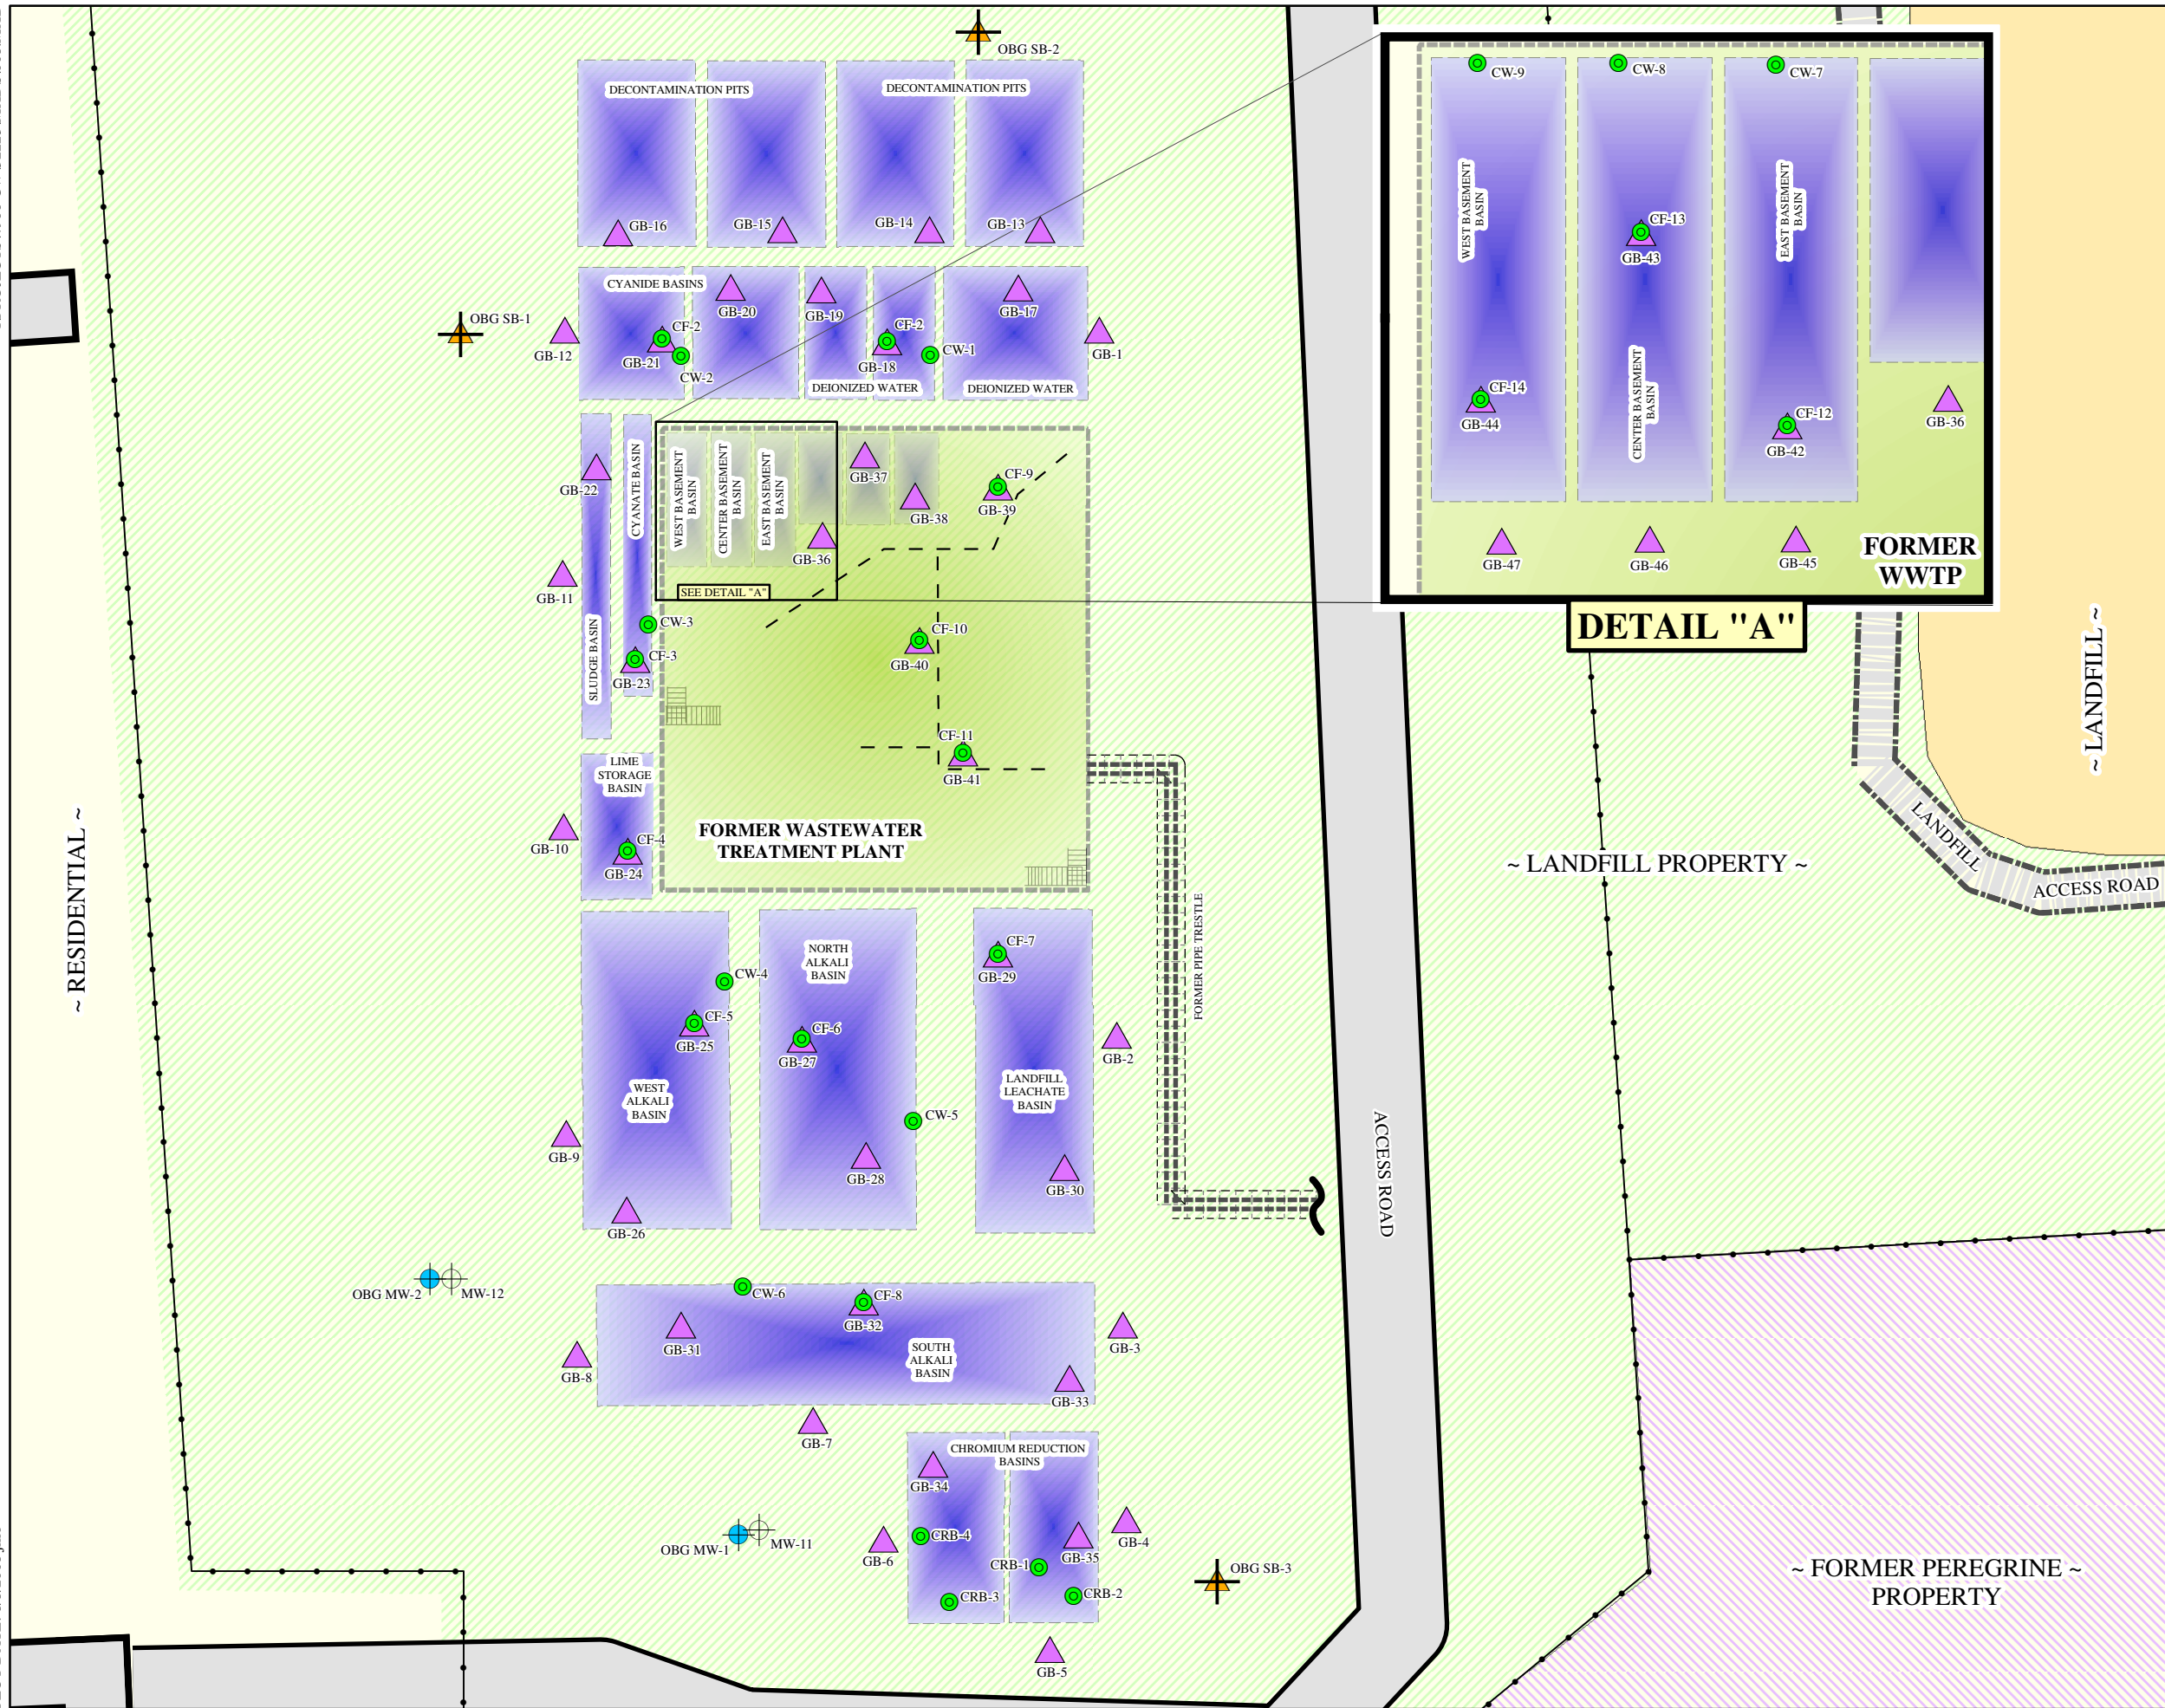 OBG SB-2
DECONTAMINATION PITS
DECONTAMINATION PITS
GB-16
GB-15
GB-14
GB-13
OBG SB-1
CYANIDE BASINS
GB-12
CF-2
GB-21
CW-2
GB-20
GB-19
CF-2
GB-18
CW-1
GB-17
GB-1
DEIONIZED WATER
DEIONIZED WATER
CW-9
CW-8
CW-7
WEST BASEMENT
BASIN
CF-13
GB-43
EAST BASEMENT
BASIN
CENTER BASEMENT
BASIN
CF-14
GB-44
CF-12
GB-42
GB-36
GB-47
GB-46
GB-45
FORMER
WWTP
DETAIL "A"
GB-22
CYANATE BASIN
WEST BASEMENT
BASIN
CENTER BASEMENT
BASIN
EAST BASEMENT
BASIN
GB-37
GB-38
CF-9
GB-39
GB-36
SEE DETAIL "A"
GB-11
SLUDGE BASIN
CW-3
CF-3
GB-23
CF-10
GB-40
CF-11
GB-41
LIME
STORAGE
BASIN
GB-10
CF-4
GB-24
FORMER WASTEWATER
TREATMENT PLANT
~ RESIDENTIAL ~
~ LANDFILL ~
~ LANDFILL PROPERTY ~
LANDFILL
ACCESS ROAD
FORMER PIPE TRESTLE
CW-4
CF-5
GB-25
WEST
ALKALI
BASIN
NORTH
ALKALI
BASIN
CF-6
GB-27
CW-5
GB-28
CF-7
GB-29
LANDFILL
LEACHATE
BASIN
GB-30
GB-2
GB-9
GB-26
ACCESS ROAD
OBG MW-2
MW-12
CW-6
CF-8
GB-32
GB-31
SOUTH
ALKALI
BASIN
GB-33
GB-3
GB-8
GB-7
CHROMIUM REDUCTION
BASINS
GB-34
CRB-4
GB-35
CRB-1
CRB-2
CRB-3
GB-4
GB-6
OBG MW-1
MW-11
OBG SB-3
GB-5
~ FORMER PEREGRINE ~
PROPERTY